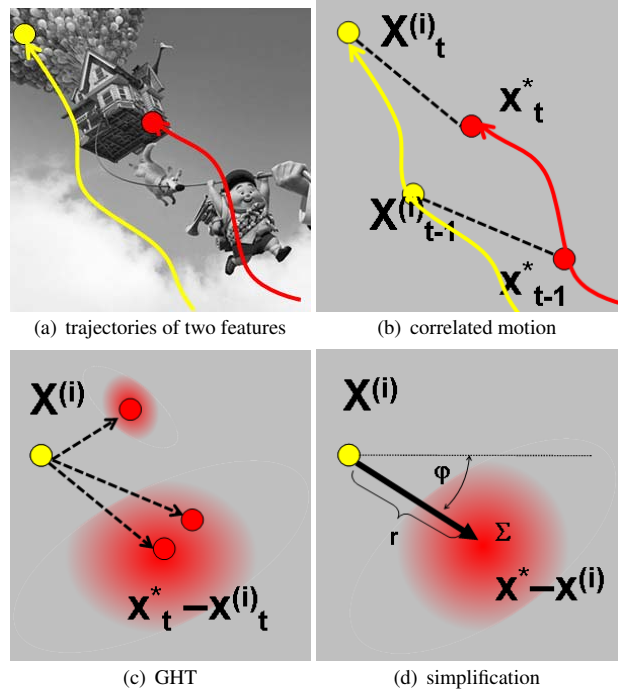 X(i)t
x*t
X(i)t-1
x*t-1
(a) trajectories of two features
(b) correlated motion
X(i)
x*t — x(i)t
X(i)
φ
r
Σ
x* — x(i)
(c) GHT
(d) simplification